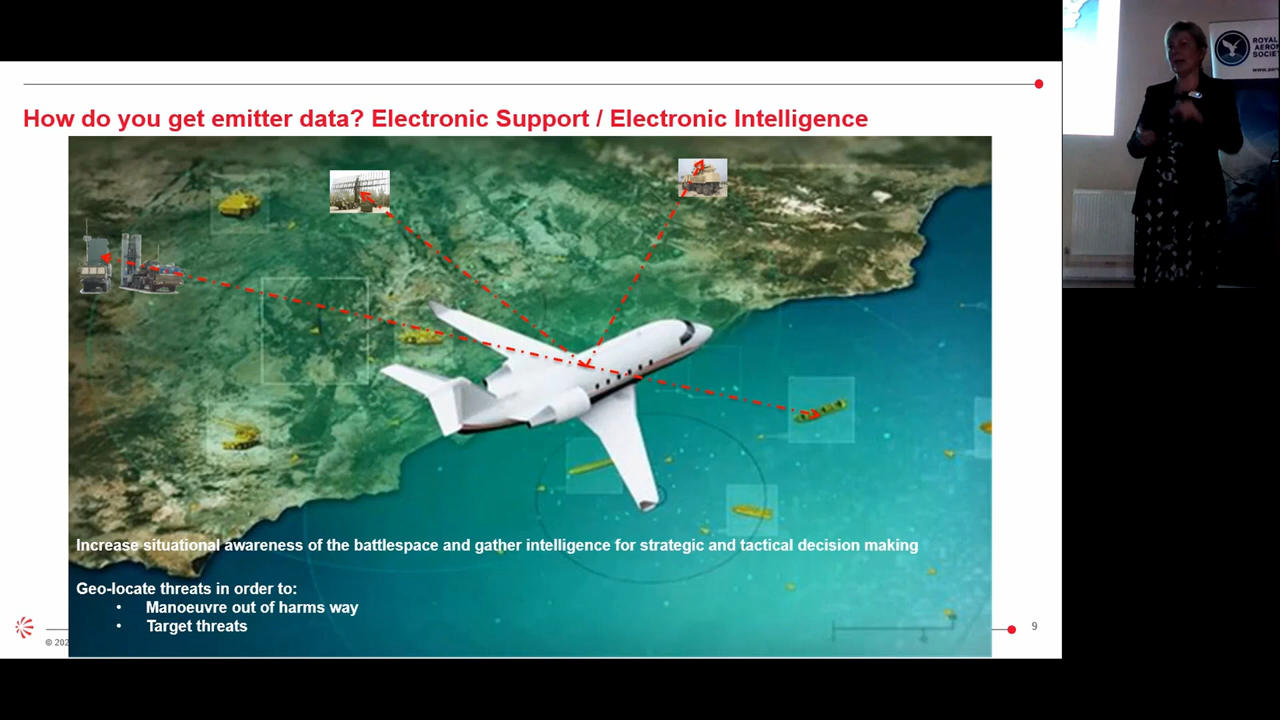 How do you get emitter data? Electronic Support / Electronic Intelligence
Increase situational awareness of the battlespace and gather intelligence for strategic and tactical decision making
Geo-locate threats in order to:
• Manoeuvre out of harms way
• Target threats
© 202
9
ROYAL
AERON
SOCIET